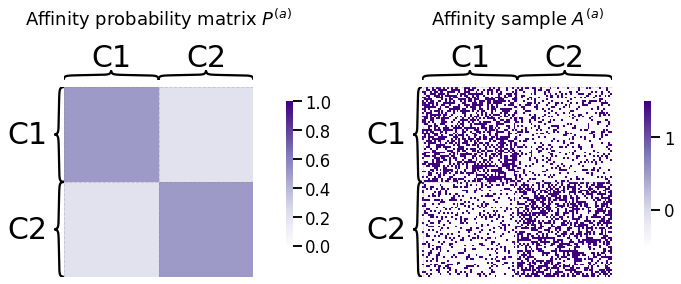 Affinity probability matrix P^(a)
C1 C2
C1
C2
1.0
0.8
0.6
0.4
0.2
0.0
Affinity sample A^(a)
C1 C2
C1
C2
1
0